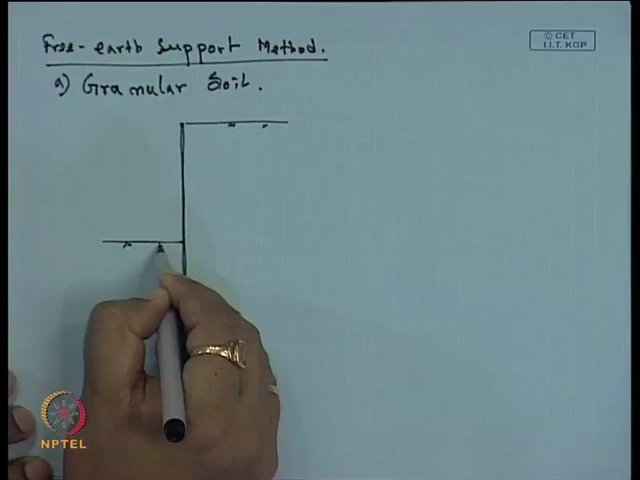 Free-earth Support Method.
a) Granular Soil.
© CET
I.I.T. KGP
NPTEL